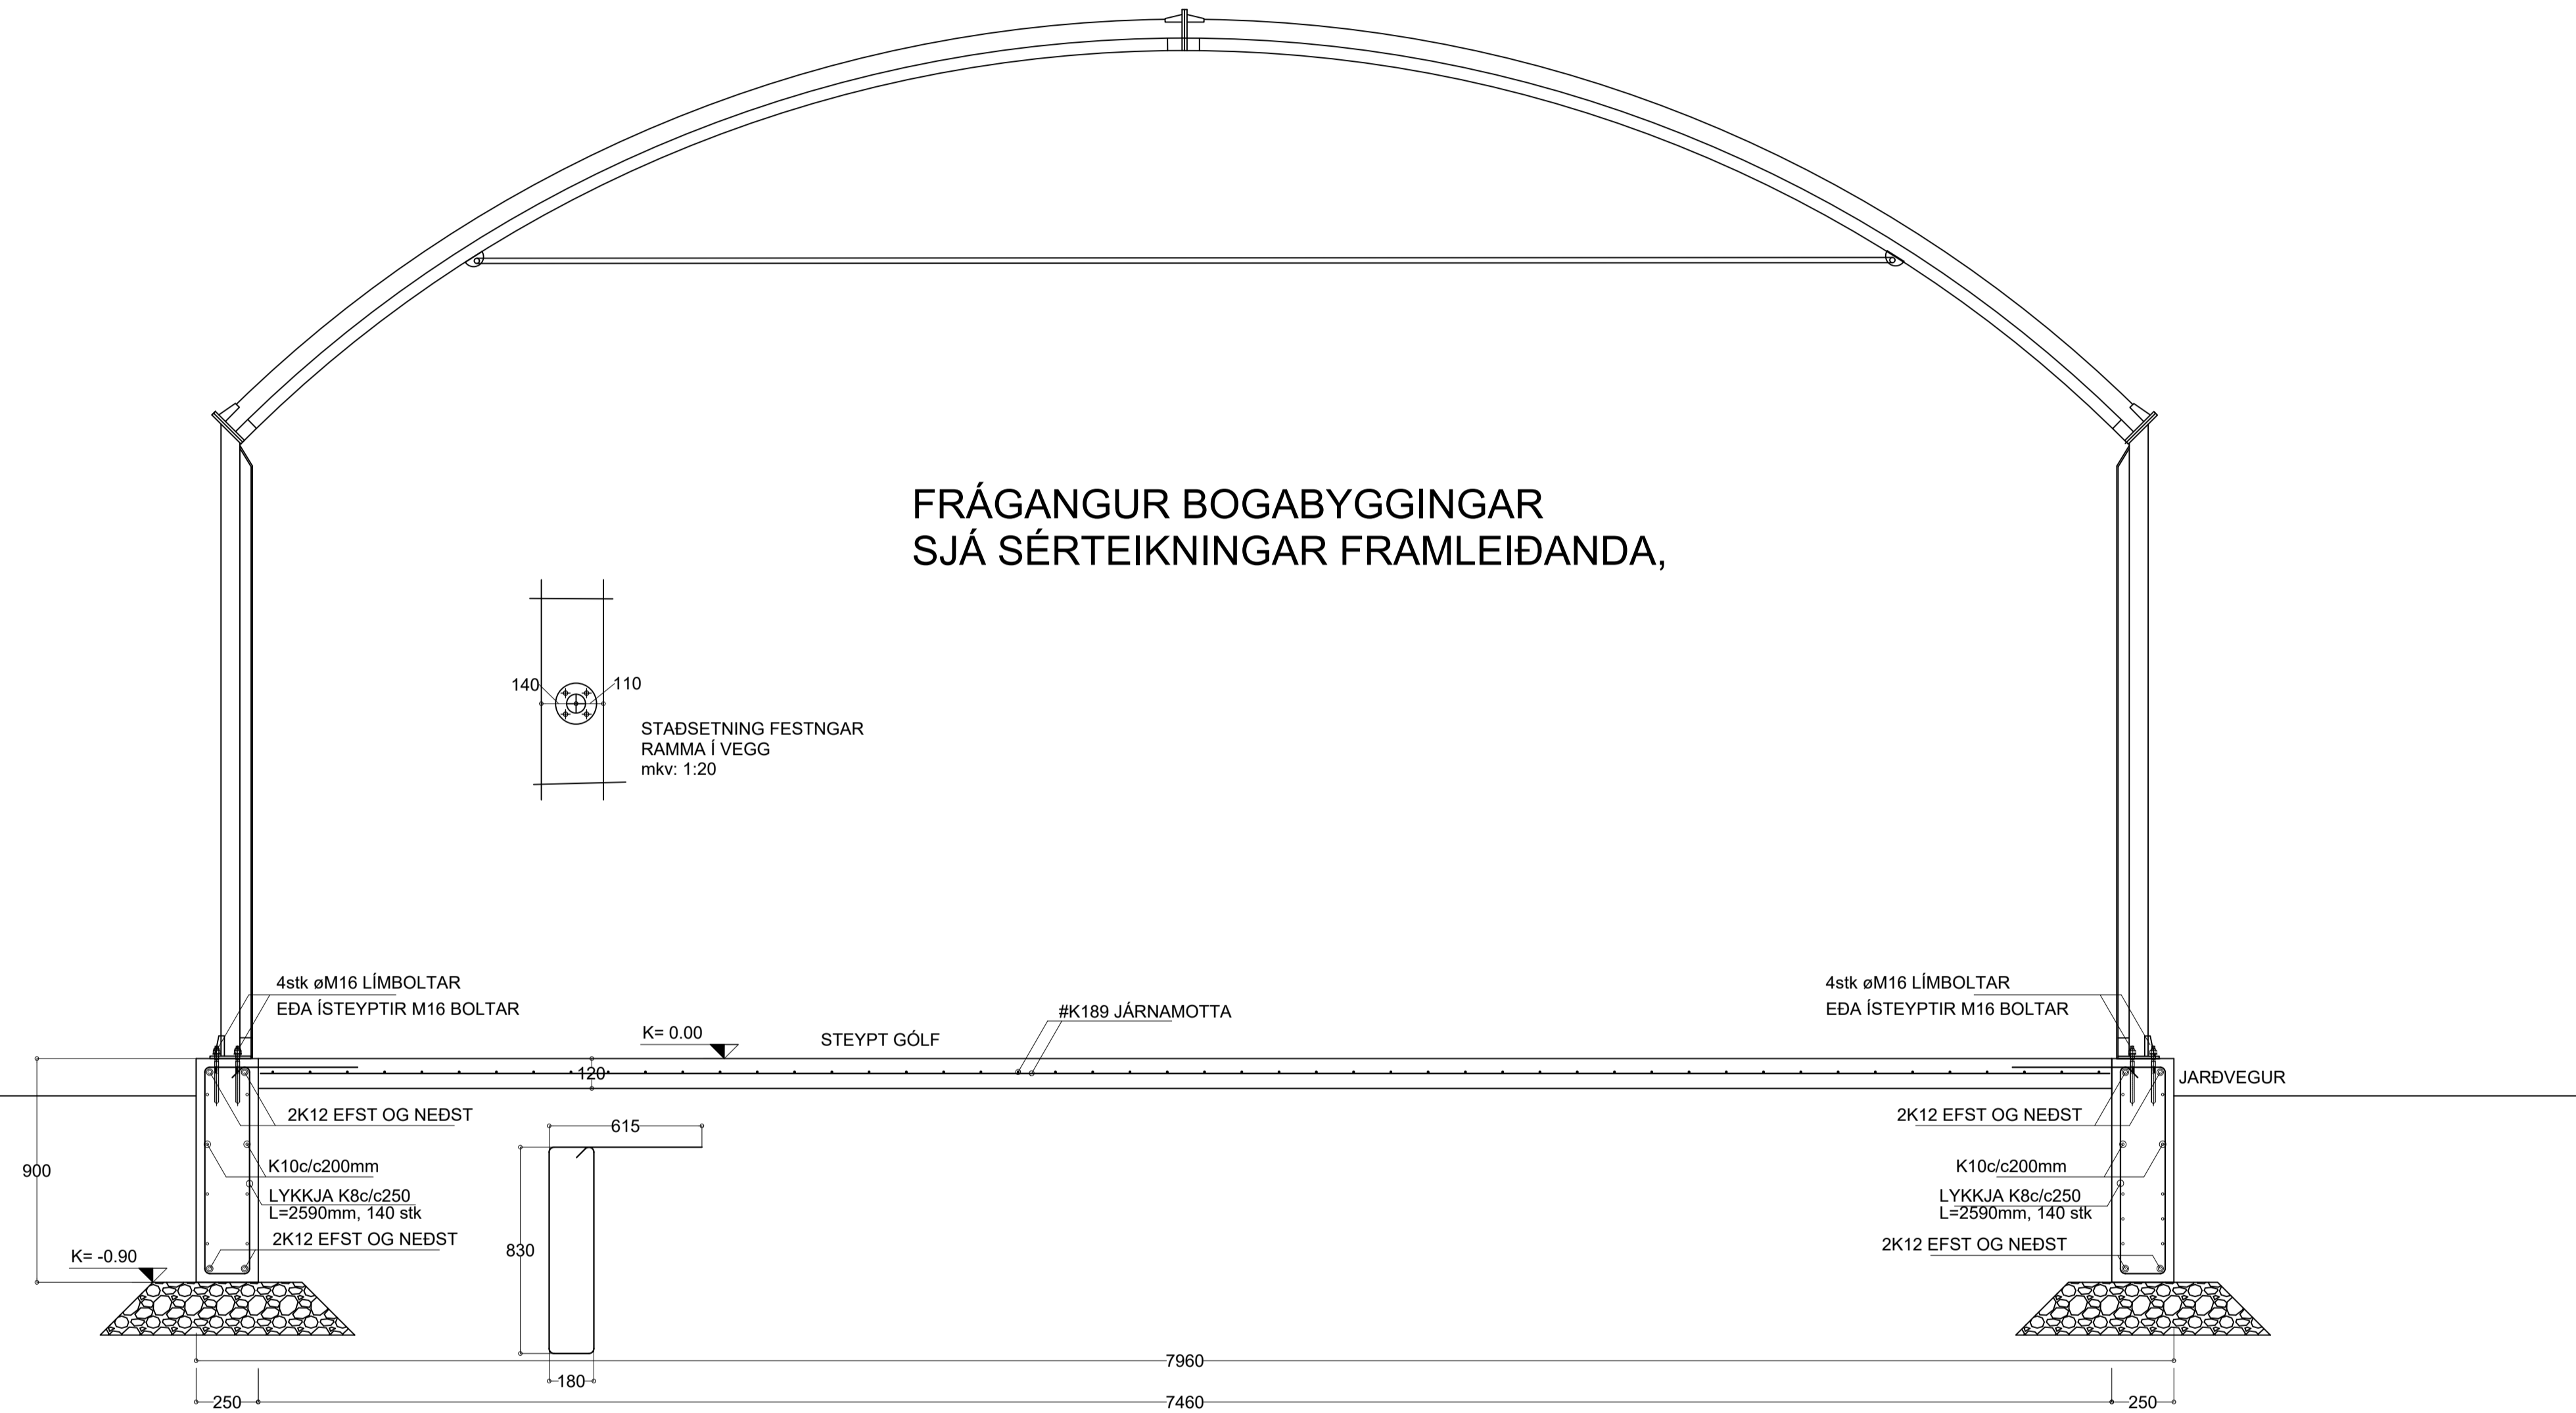 FRÁGANGUR BOGABYGGINGAR
SJÁ SÉRTEIKNINGAR FRAMLEIÐANDA,
140
110
STAÐSETNING FESTNGAR
RAMMA Í VEGG
mkv: 1:20
4stk øM16 LÍMBOLTAR
EÐA ÍSTEYPTIR M16 BOLTAR
K= 0.00
STEYPT GÓLF
#K189 JÁRNAMOTTA
4stk øM16 LÍMBOLTAR
EÐA ÍSTEYPTIR M16 BOLTAR
120
JARÐVEGUR
2K12 EFST OG NEÐST
615
2K12 EFST OG NEÐST
900
K10c/c200mm
LYKKJA K8c/c250
L=2590mm, 140 stk
2K12 EFST OG NEÐST
K= -0.90
830
K10c/c200mm
LYKKJA K8c/c250
L=2590mm, 140 stk
2K12 EFST OG NEÐST
7960
180
250
7460
250